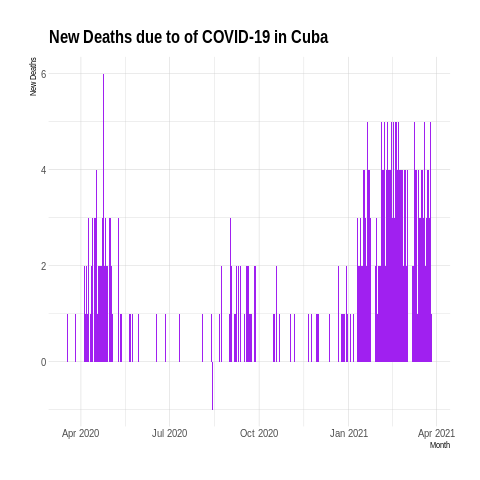 New Deaths due to of COVID-19 in Cuba
New Deaths
6
4
2
0
Apr 2020 Jul 2020 Oct 2020 Jan 2021 Apr 2021
Month